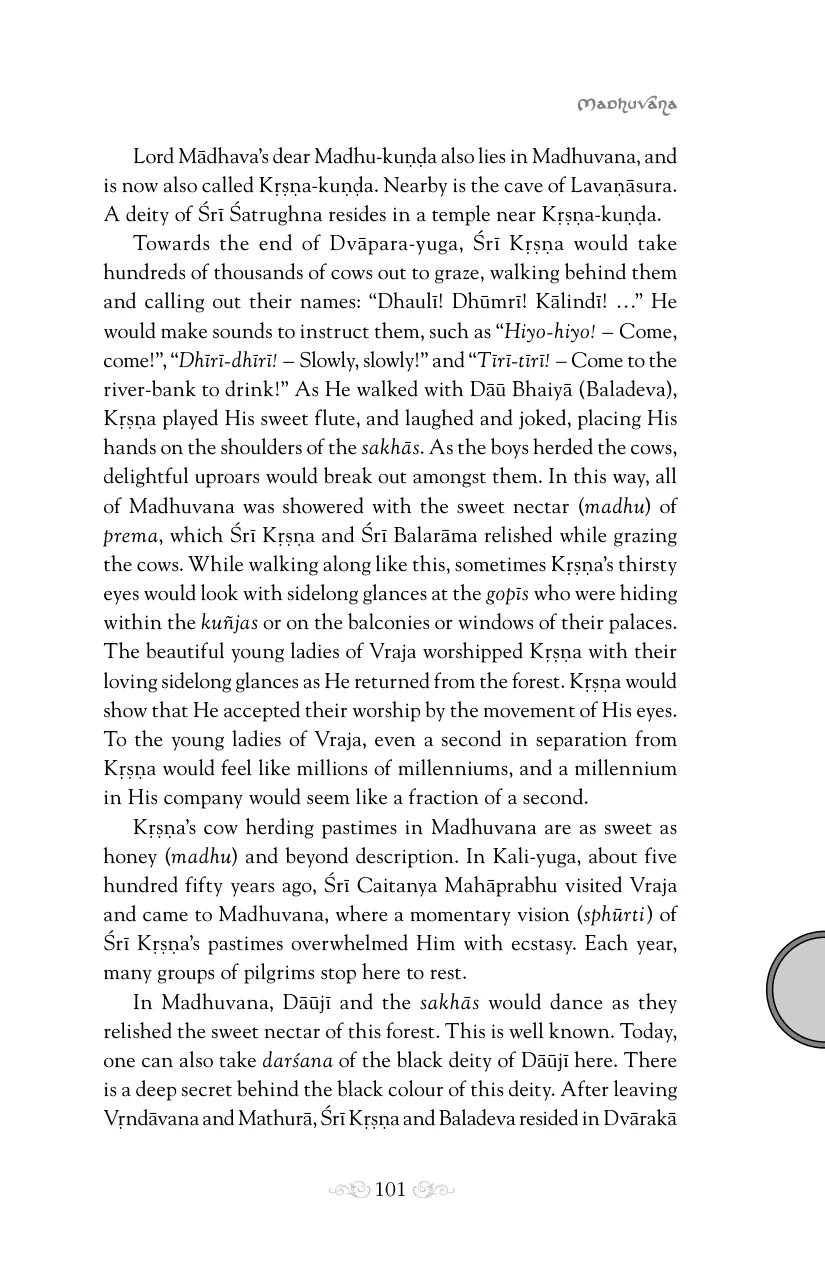 Madhuvana
Lord Mādhava’s dear Madhu-kuṇḍa also lies in Madhuvana, and
is now also called Kṛṣṇa-kuṇḍa. Nearby is the cave of Lavaṇāsura.
A deity of Śrī Śatrughna resides in a temple near Kṛṣṇa-kuṇḍa.
Towards the end of Dvāpara-yuga, Śrī Kṛṣṇa would take
hundreds of thousands of cows out to graze, walking behind them
and calling out their names: “Dhaulī! Dhūmrī! Kālindī! …” He
would make sounds to instruct them, such as “Hiyo-hiyo! – Come,
come!”, “Dhīrī-dhīrī! – Slowly, slowly!” and “Tīrī-tīrī! – Come to the
river-bank to drink!” As He walked with Dāū Bhaiyā (Baladeva),
Kṛṣṇa played His sweet flute, and laughed and joked, placing His
hands on the shoulders of the sakhās. As the boys herded the cows,
delightful uproars would break out amongst them. In this way, all
of Madhuvana was showered with the sweet nectar (madhu) of
prema, which Śrī Kṛṣṇa and Śrī Balarāma relished while grazing
the cows. While walking along like this, sometimes Kṛṣṇa’s thirsty
eyes would look with sidelong glances at the gopīs who were hiding
within the kuñjas or on the balconies or windows of their palaces.
The beautiful young ladies of Vraja worshipped Kṛṣṇa with their
loving sidelong glances as He returned from the forest. Kṛṣṇa would
show that He accepted their worship by the movement of His eyes.
To the young ladies of Vraja, even a second in separation from
Kṛṣṇa would feel like millions of millenniums, and a millennium
in His company would seem like a fraction of a second.
Kṛṣṇa’s cow herding pastimes in Madhuvana are as sweet as
honey (madhu) and beyond description. In Kali-yuga, about five
hundred fifty years ago, Śrī Caitanya Mahāprabhu visited Vraja
and came to Madhuvana, where a momentary vision (sphūrti) of
Śrī Kṛṣṇa’s pastimes overwhelmed Him with ecstasy. Each year,
many groups of pilgrims stop here to rest.
In Madhuvana, Dāūjī and the sakhās would dance as they
relished the sweet nectar of this forest. This is well known. Today,
one can also take darśana of the black deity of Dāūjī here. There
is a deep secret behind the black colour of this deity. After leaving
Vṛndāvana and Mathurā, Śrī Kṛṣṇa and Baladeva resided in Dvārakā
101